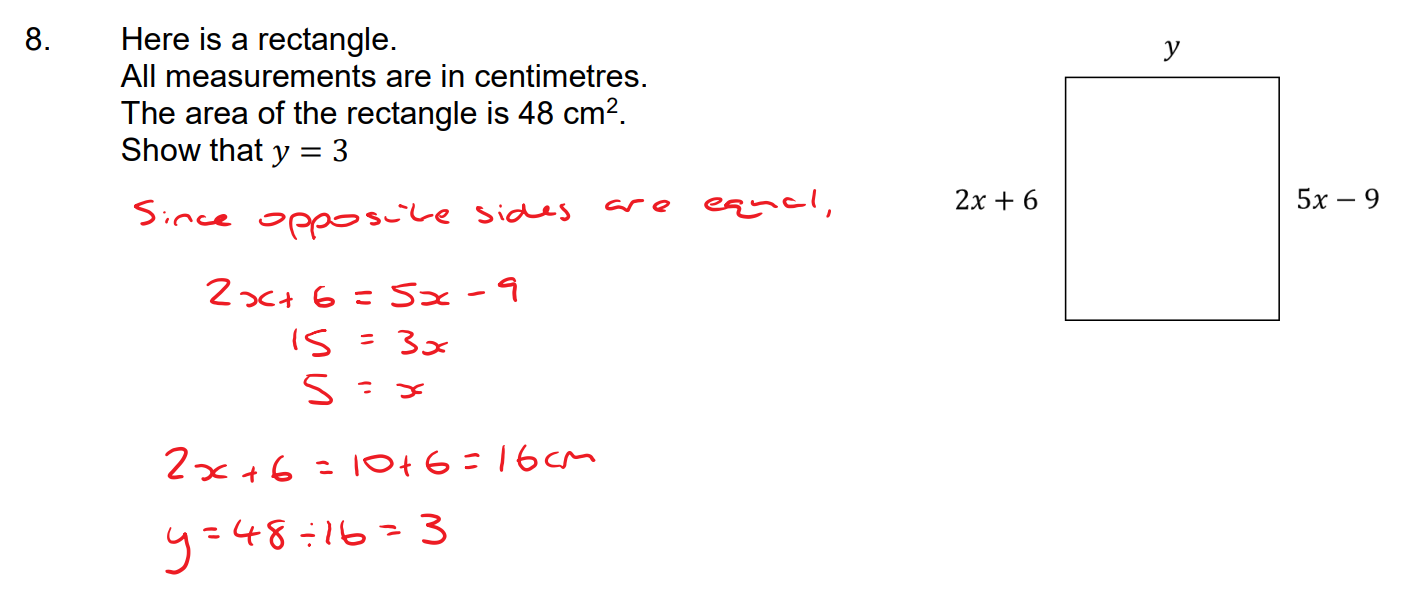 8. Here is a rectangle.
All measurements are in centimetres.
The area of the rectangle is 48 cm².
Show that y = 3
y
2x + 6
5x − 9
Since opposite sides are equal,
2x + 6 = 5x - 9
15 = 3x
5 = x
2x + 6 = 10 + 6 = 16cm
y = 48 ÷ 16 = 3